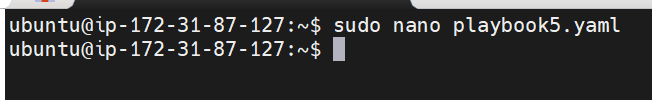 ubuntu@ip-172-31-87-127:~$ sudo nano playbook5.yaml
ubuntu@ip-172-31-87-127:~$